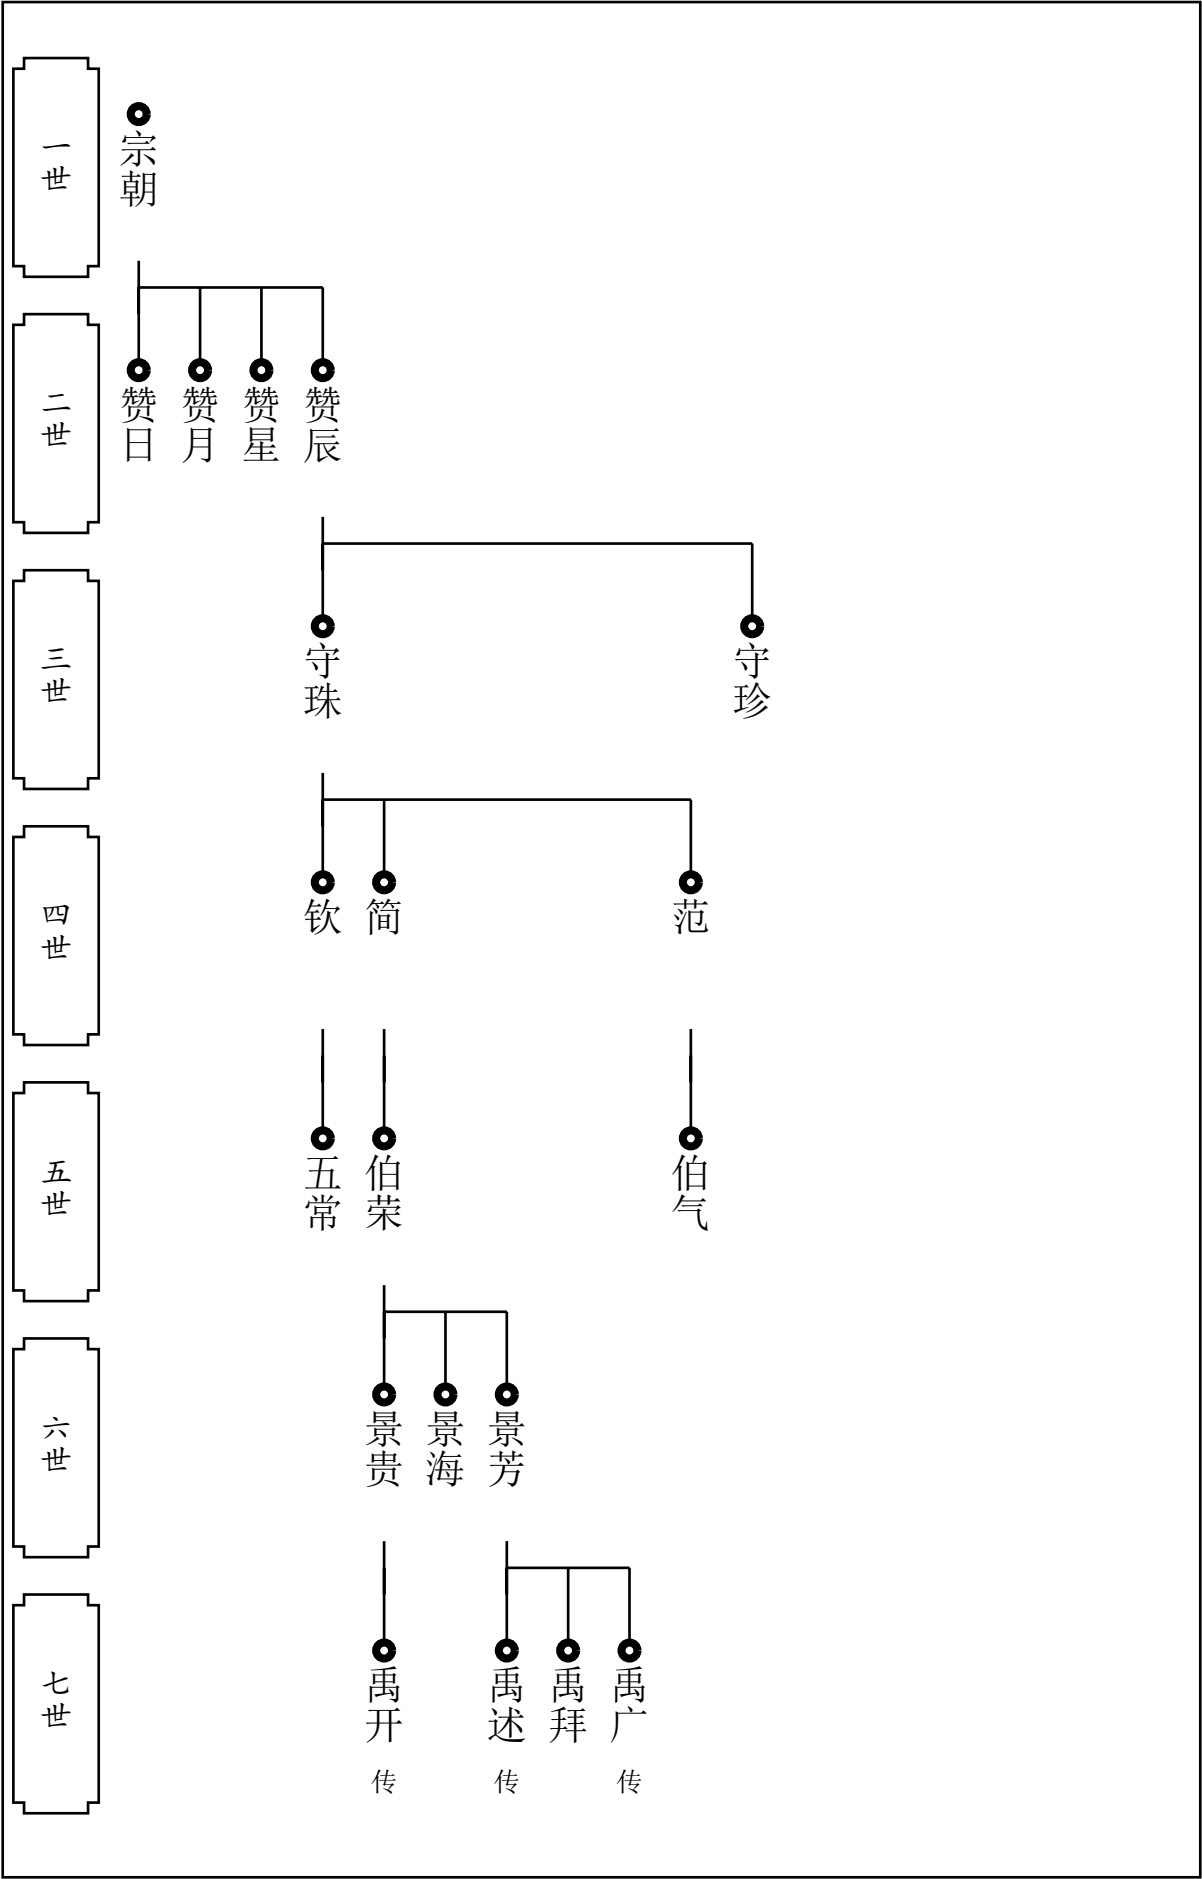 一世
宗朝
二世
赞日
赞月
赞星
赞辰
三世
守珠
守珍
四世
钦
简
范
五世
五常
伯荣
伯气
六世
景贵
景海
景芳
七世
禹开
传
禹述
传
禹拜
禹广
传